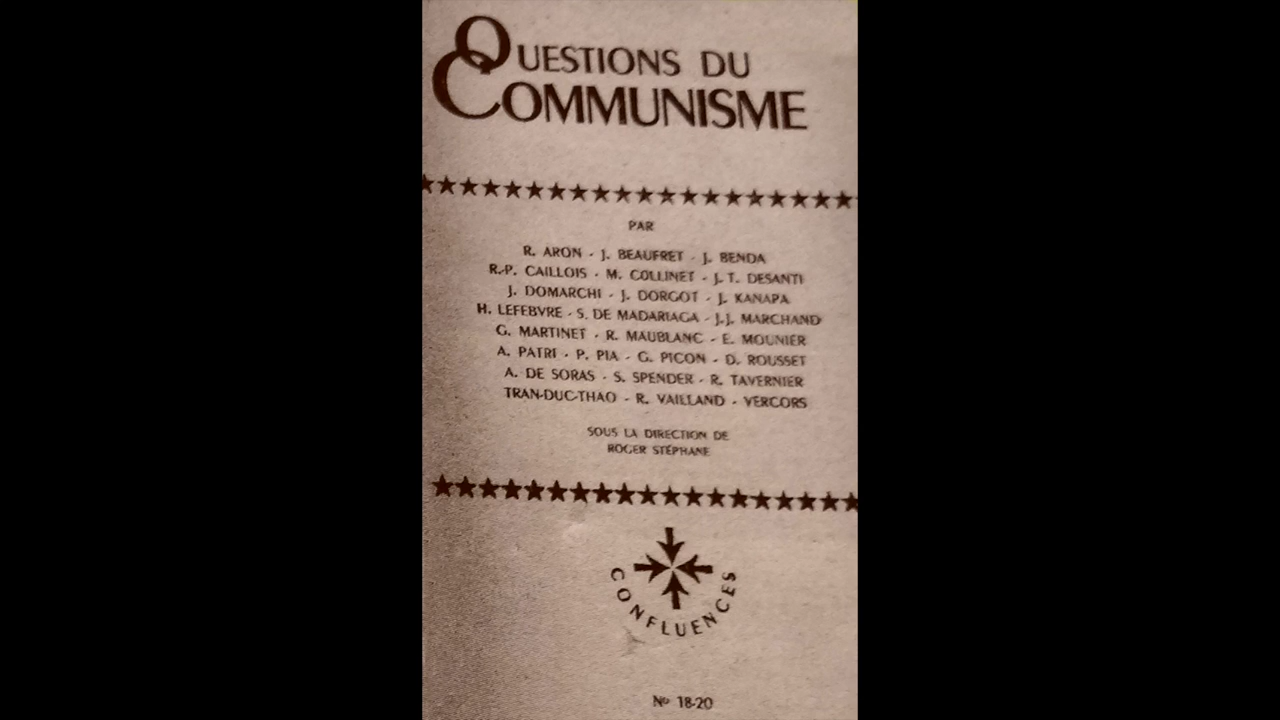 QUESTIONS DU
COMMUNISME
PAR
R. ARON - J. BEAUFRET - J. BENDA
R.-P. CAILLOIS - M. COLLINET - J. T. DESANTI
J. DOMARCHI - J. DORGOT - J. KANAPA
H. LEFEBVRE - S. DE MADARIAGA - J.J. MARCHAND
G. MARTINET - R. MAUBLANC - E. MOUNIER
A. PATRI - P. PIA - G. PICON - D. ROUSSET
A. DE SORAS - S. SPENDER - R. TAVERNIER
TRAN-DUC-THAO - R. VAILLAND - VERCORS
SOUS LA DIRECTION DE
ROGER STÉPHANE
CONFLUENCES
Nº 18-20